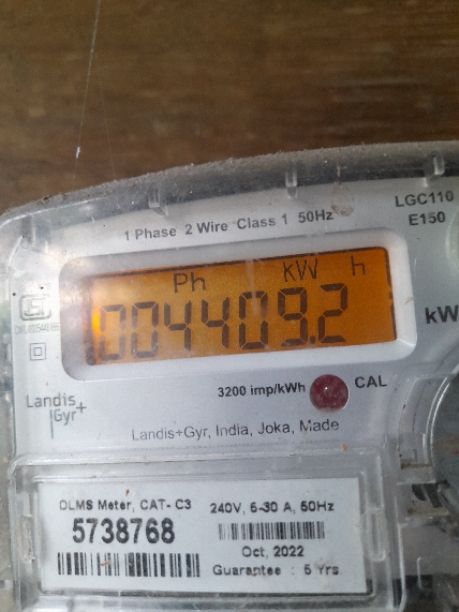 LGC110
E150
1 Phase 2 Wire Class 1 50Hz
Ph kW h
004409.2
kW
3200 imp/kWh CAL
Landis
Gyr+
Landis+Gyr, India, Joka, Made
DLMS Meter, CAT- C3
5738768
240V, 5-30 A, 50Hz
Oct, 2022
Guarantee : 5 Yrs